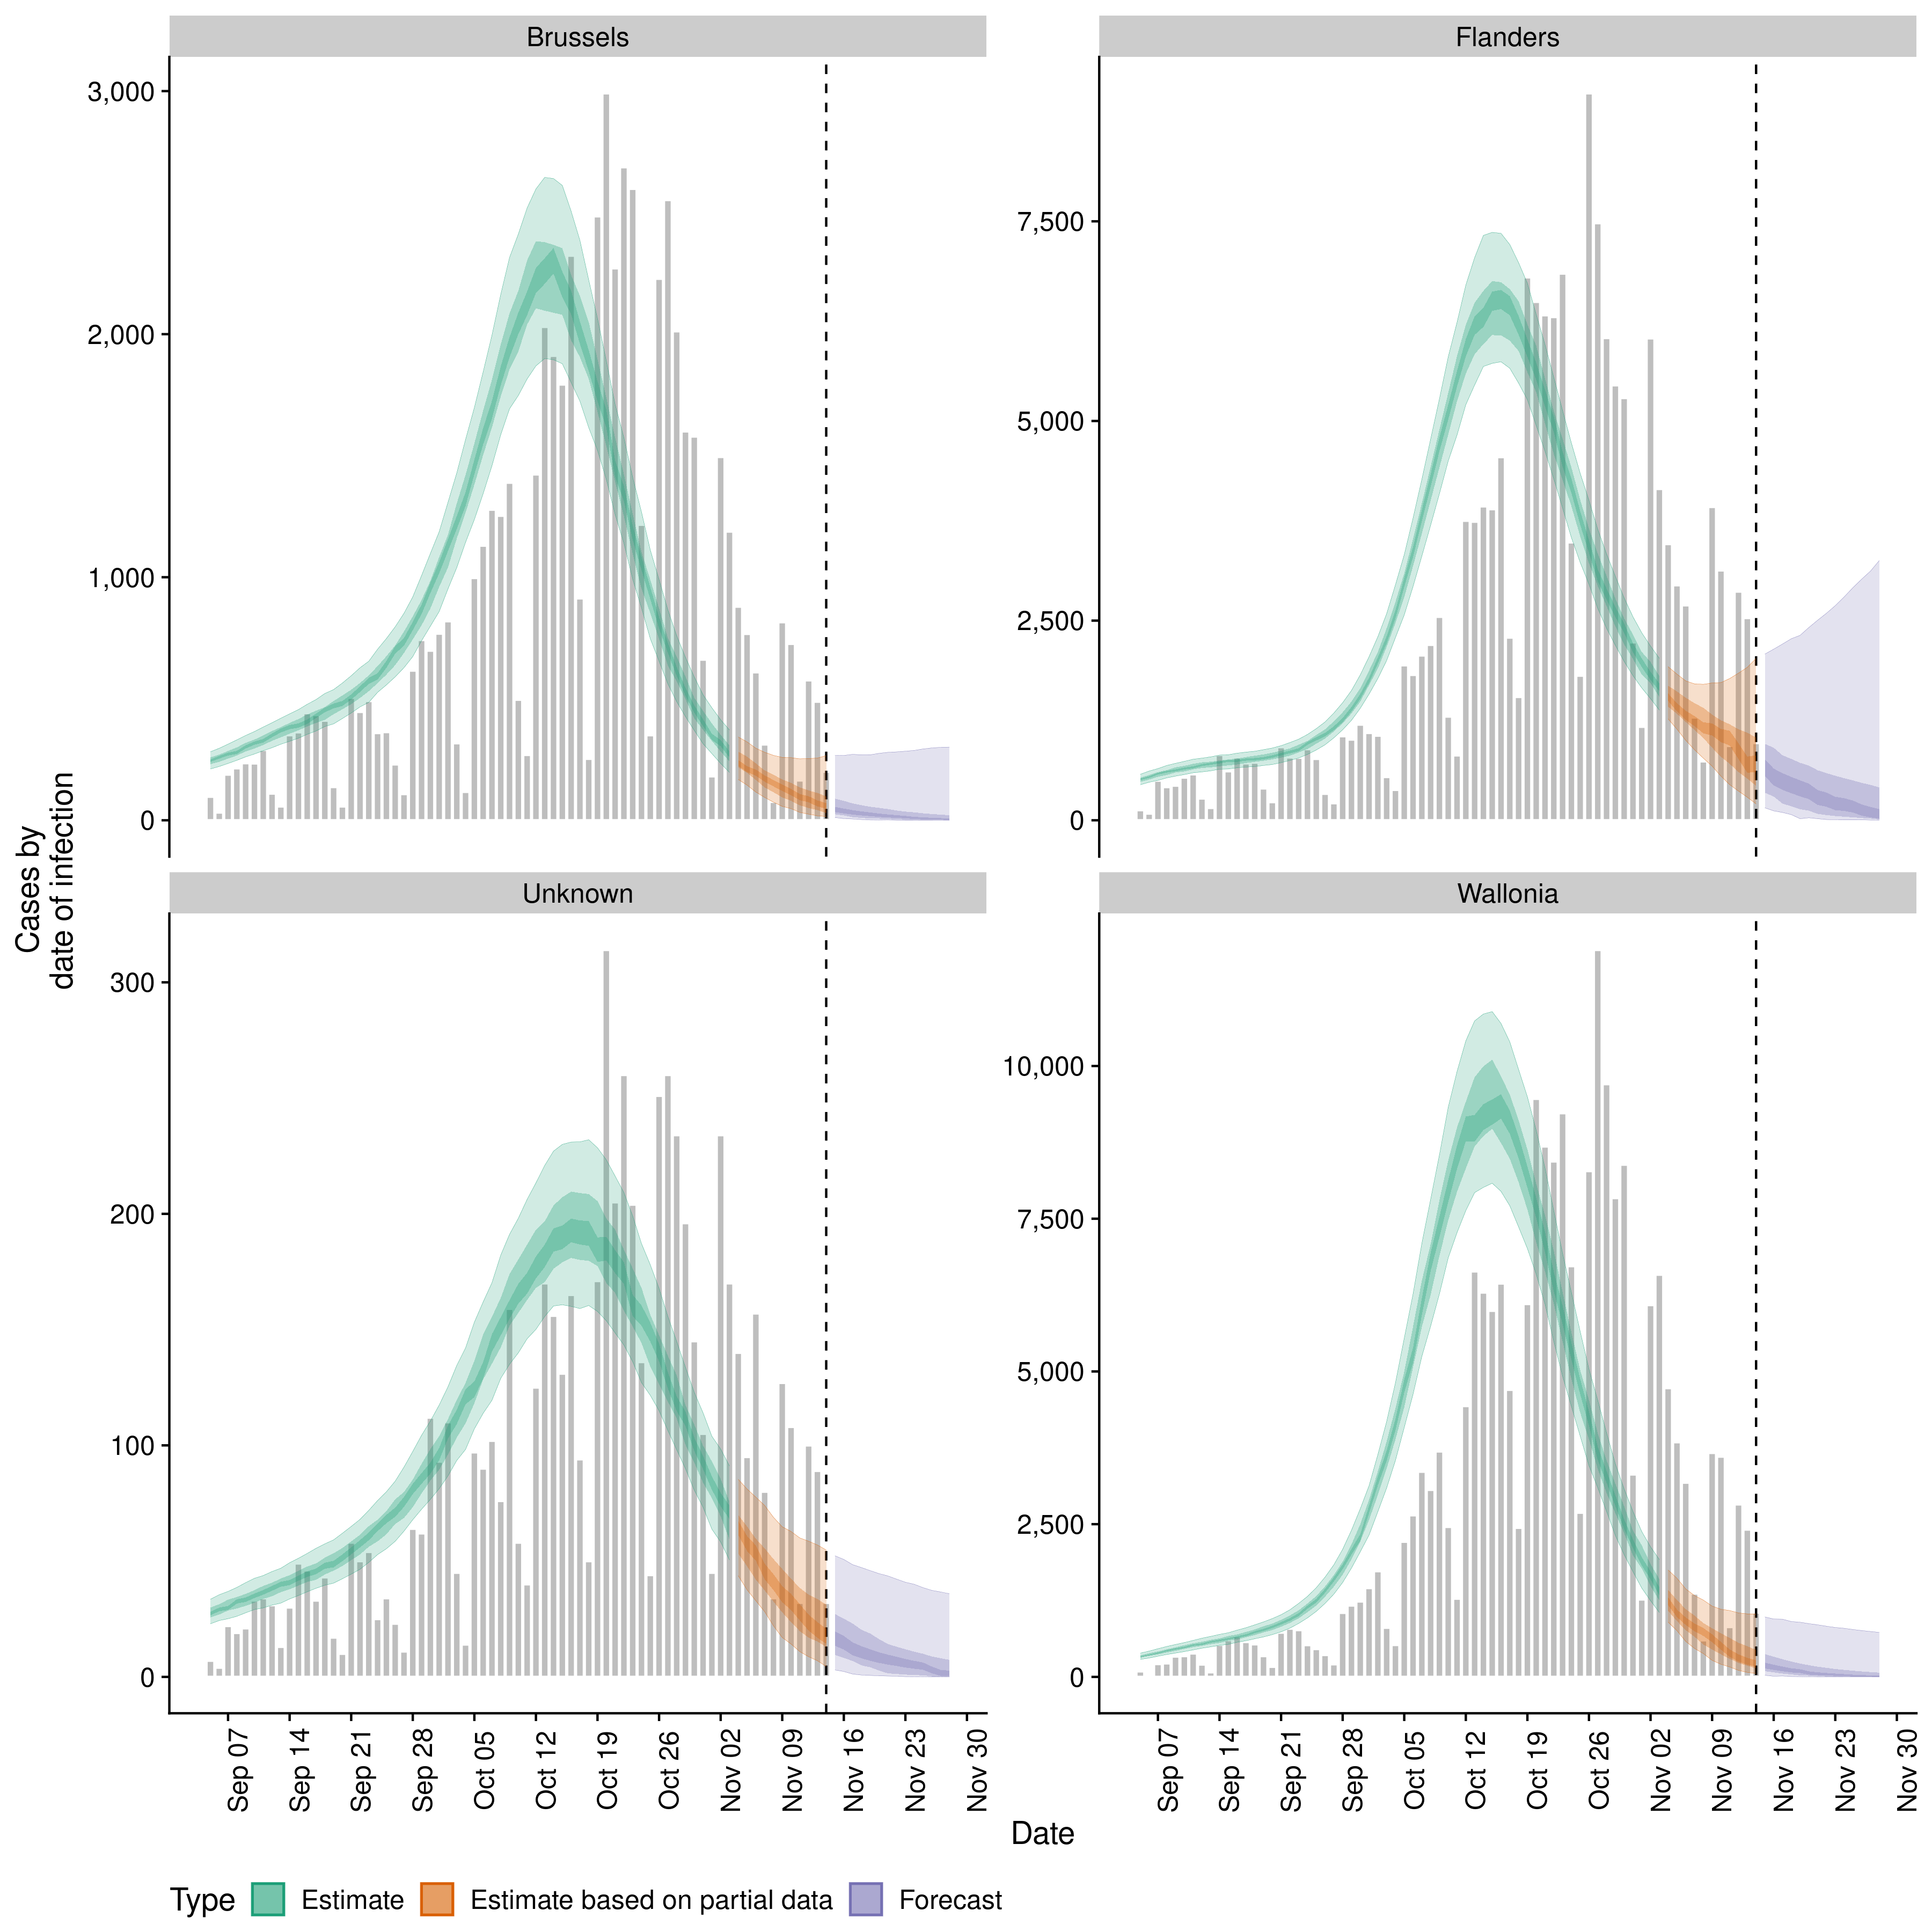 Brussels
Flanders
3,000
2,000
1,000
0
7,500
5,000
2,500
0
Cases by
date of infection
Unknown
Wallonia
300
200
100
0
10,000
7,500
5,000
2,500
0
Sep 07
Sep 14
Sep 21
Sep 28
Oct 05
Oct 12
Oct 19
Oct 26
Nov 02
Nov 09
Nov 16
Nov 23
Nov 30
Sep 07
Sep 14
Sep 21
Sep 28
Oct 05
Oct 12
Oct 19
Oct 26
Nov 02
Nov 09
Nov 16
Nov 23
Nov 30
Date
Type Estimate Estimate based on partial data Forecast